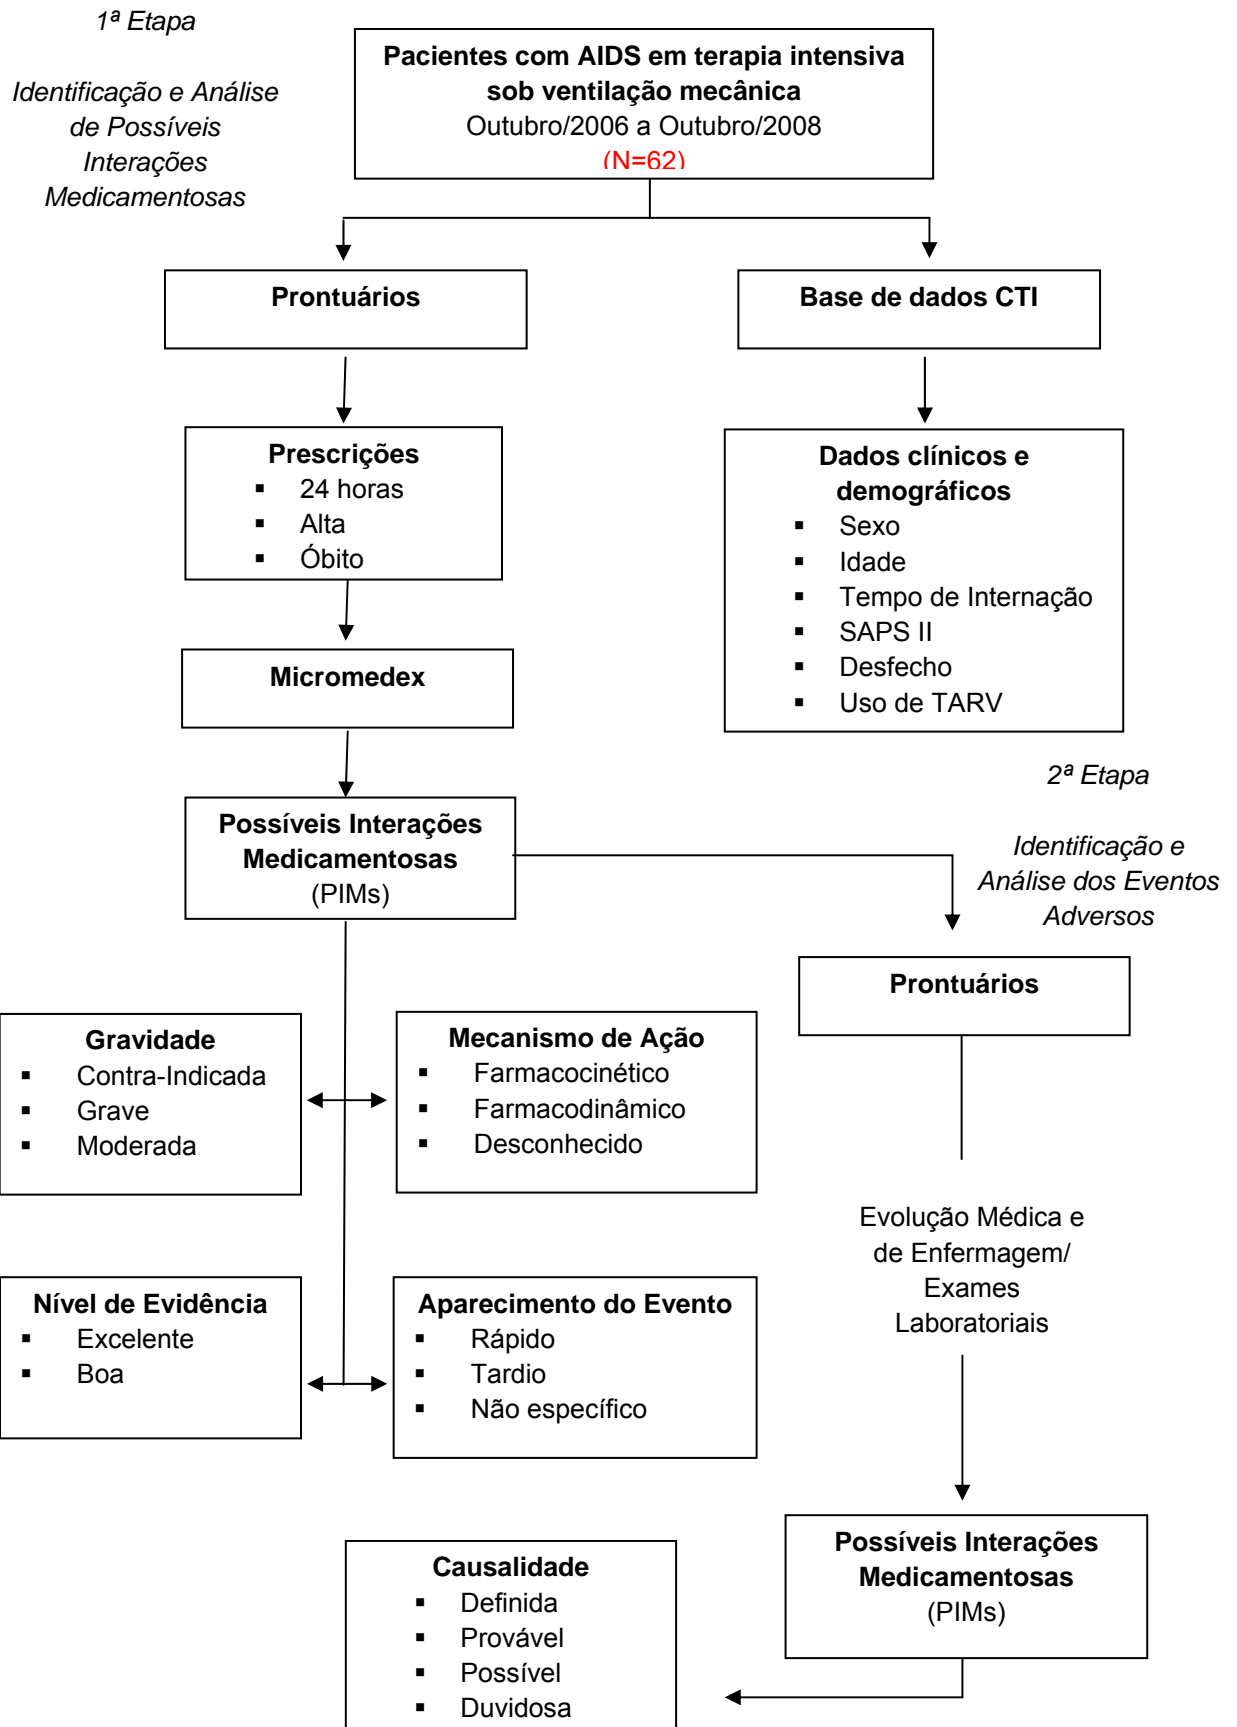 1ª Etapa
Identificação e Análise
de Possíveis
Interações
Medicamentosas
Pacientes com AIDS em terapia intensiva
sob ventilação mecânica
Outubro/2006 a Outubro/2008
(N=62)
Prontuários
Base de dados CTI
Prescrições
▪ 24 horas
▪ Alta
▪ Óbito
Dados clínicos e
demográficos
▪ Sexo
▪ Idade
▪ Tempo de Internação
▪ SAPS II
▪ Desfecho
▪ Uso de TARV
Micromedex
2ª Etapa
Identificação e
Análise dos Eventos
Adversos
Possíveis Interações
Medicamentosas
(PIMs)
Prontuários
Gravidade
▪ Contra-Indicada
▪ Grave
▪ Moderada
Mecanismo de Ação
▪ Farmacocinético
▪ Farmacodinâmico
▪ Desconhecido
Evolução Médica e
de Enfermagem/
Exames
Laboratoriais
Nível de Evidência
▪ Excelente
▪ Boa
Aparecimento do Evento
▪ Rápido
▪ Tardio
▪ Não específico
Possíveis Interações
Medicamentosas
(PIMs)
Causalidade
▪ Definida
▪ Provável
▪ Possível
▪ Duvidosa